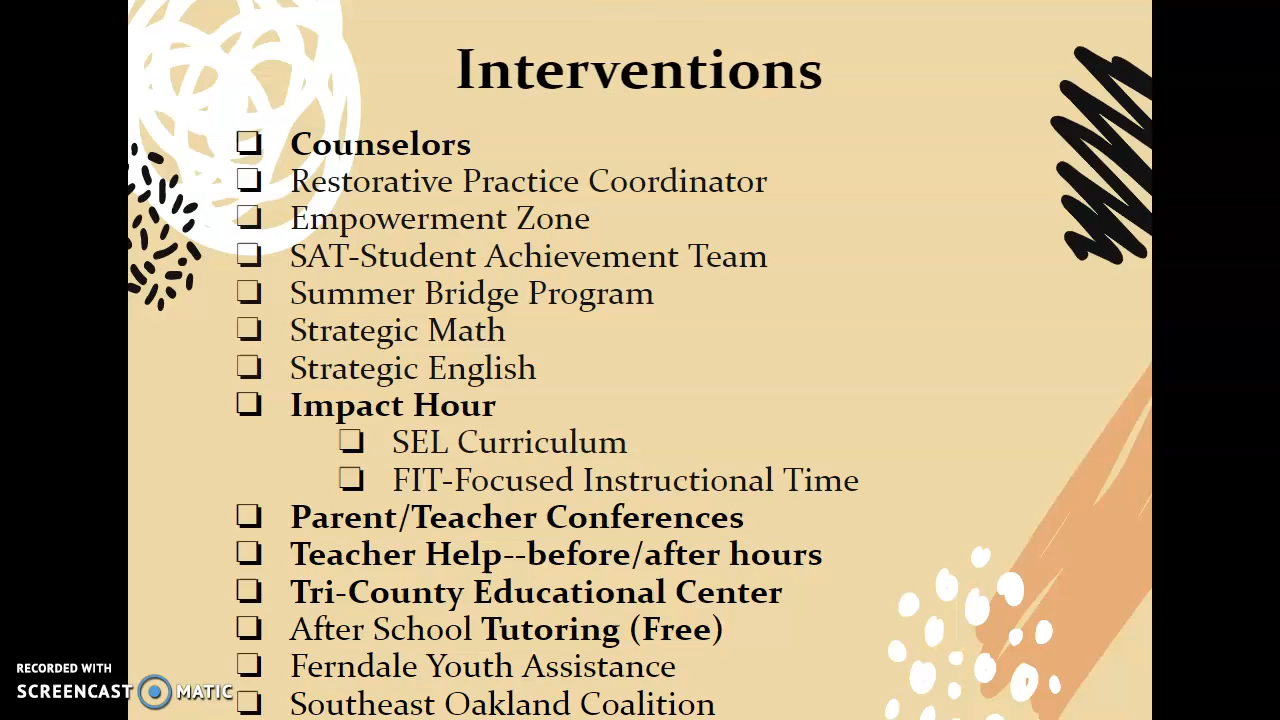 Interventions
❑ Counselors
❑ Restorative Practice Coordinator
❑ Empowerment Zone
❑ SAT-Student Achievement Team
❑ Summer Bridge Program
❑ Strategic Math
❑ Strategic English
❑ Impact Hour
❑ SEL Curriculum
❑ FIT-Focused Instructional Time
❑ Parent/Teacher Conferences
❑ Teacher Help--before/after hours
❑ Tri-County Educational Center
❑ After School Tutoring (Free)
❑ Ferndale Youth Assistance
❑ Southeast Oakland Coalition
RECORDED WITH
SCREENCAST MATIC